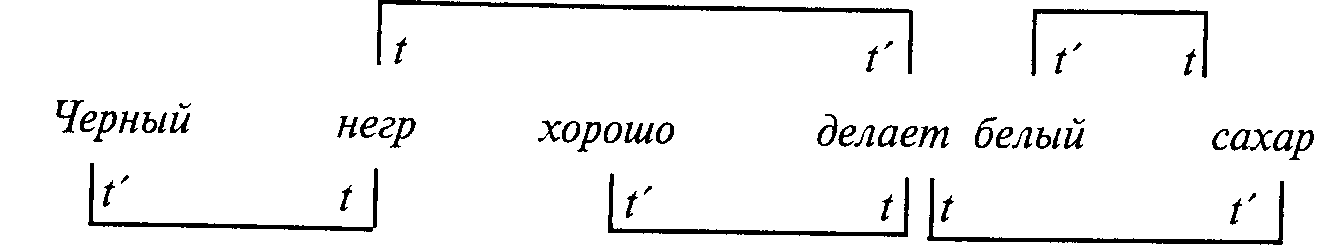 t t´ t´ t
Черный негр хорошо делает белый сахар
t´ t t´ t t t´